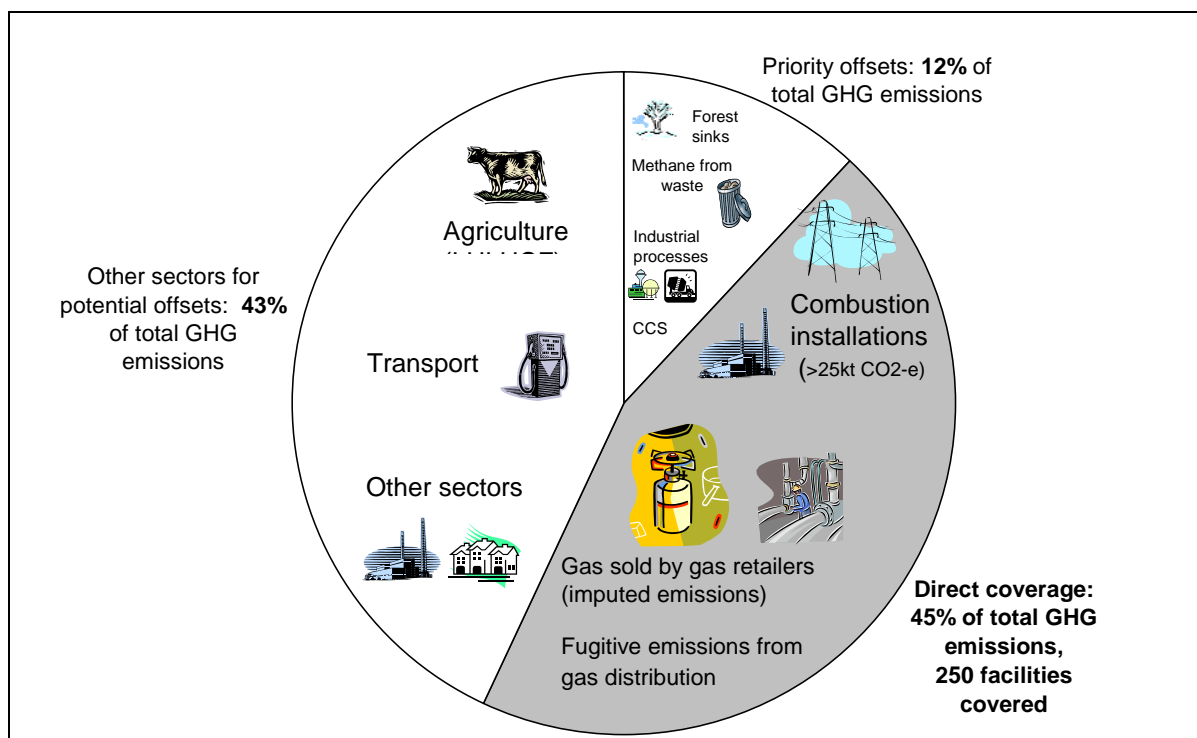 Priority offsets: 12% of
total GHG emissions
Forest
sinks
Methane from
waste
Industrial
processes
CCS
Agriculture
Other sectors for
potential offsets: 43%
of total GHG
emissions
Transport
Other sectors
Combustion
installations
(>25kt CO2-e)
Gas sold by gas retailers
(imputed emissions)
Fugitive emissions from
gas distribution
Direct coverage:
45% of total GHG
emissions,
250 facilities
covered